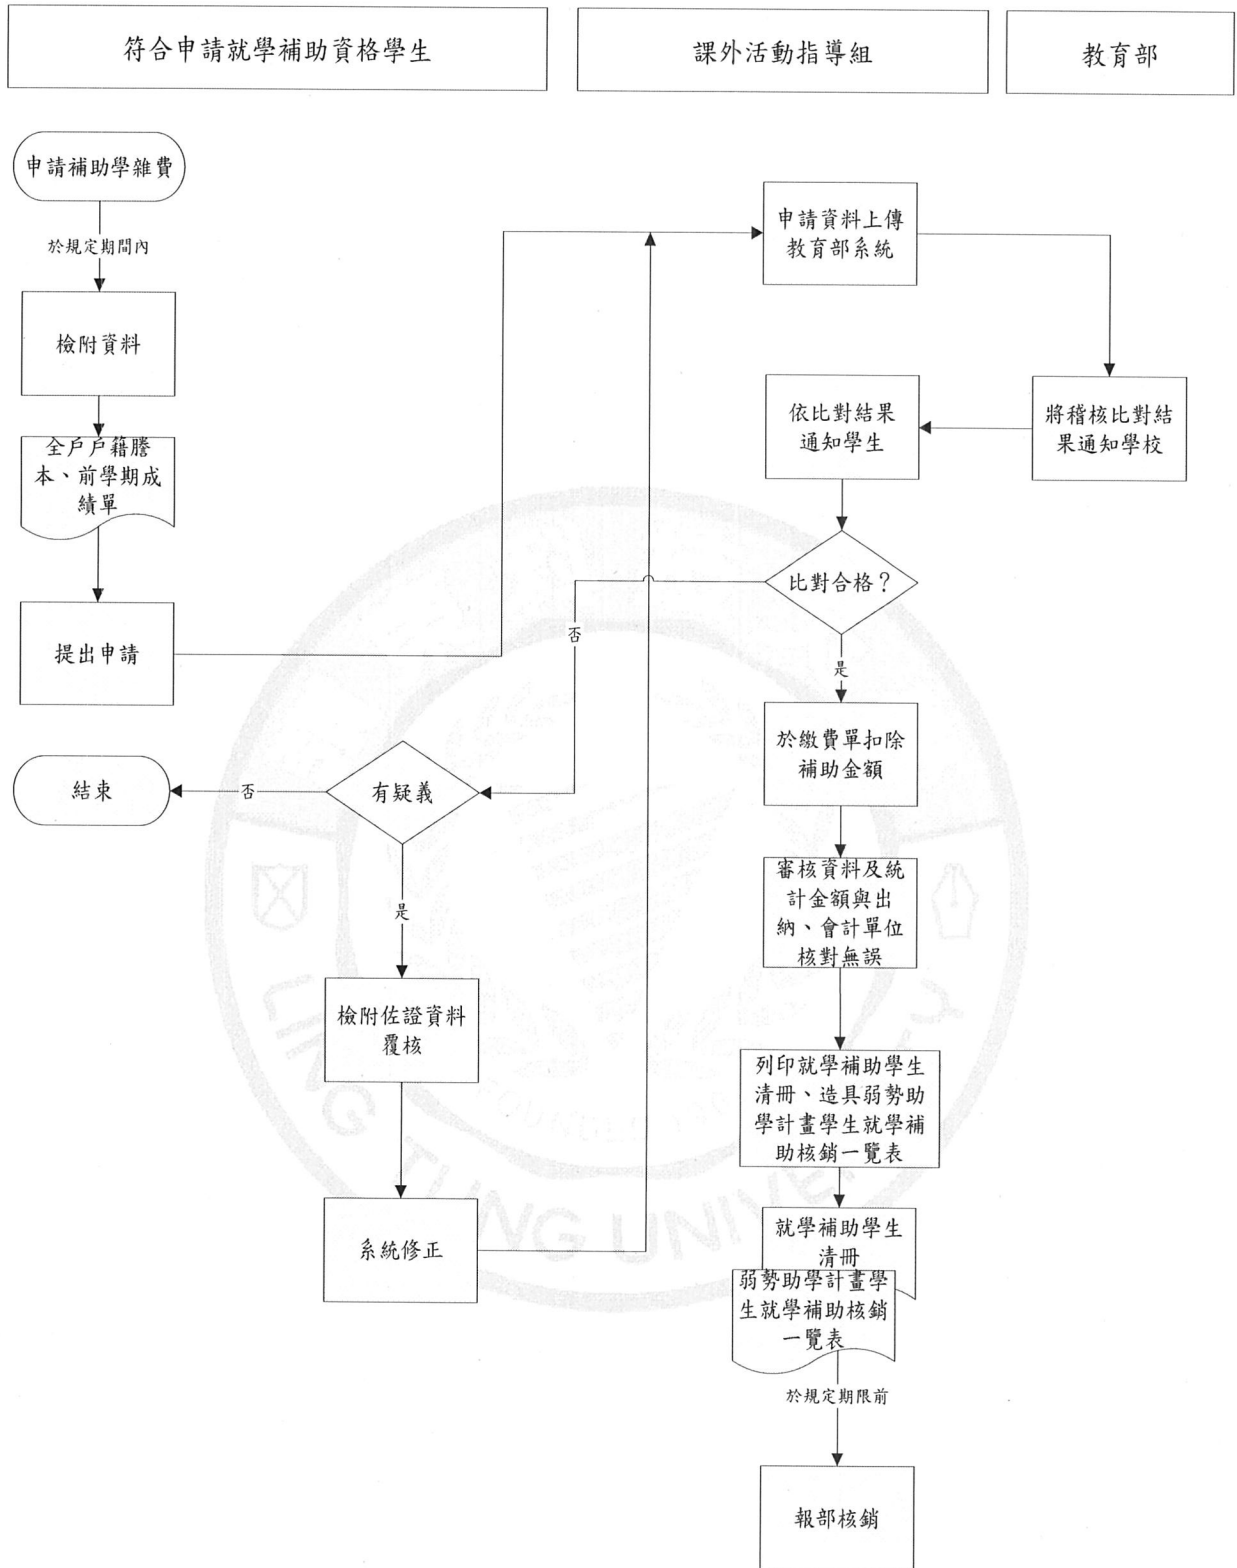 符合申請就學補助資格學生
課外活動指導組
教育部
申請補助學雜費
於規定期間內
檢附資料
全戶戶籍謄
本、前學期成
績單
提出申請
結束
否
有疑義
是
檢附佐證資料
覆核
系統修正
申請資料上傳
教育部系統
將稽核比對結
果通知學校
依比對結果
通知學生
比對合格？
否
是
於繳費單扣除
補助金額
審核資料及統
計金額與出
納、會計單位
核對無誤
列印就學補助學生
清冊、造具弱勢助
學計畫學生就學補
助核銷一覽表
就學補助學生
清冊
弱勢助學計畫學
生就學補助核銷
一覽表
於規定期限前
報部核銷
LING TUNG UNIVERSITY